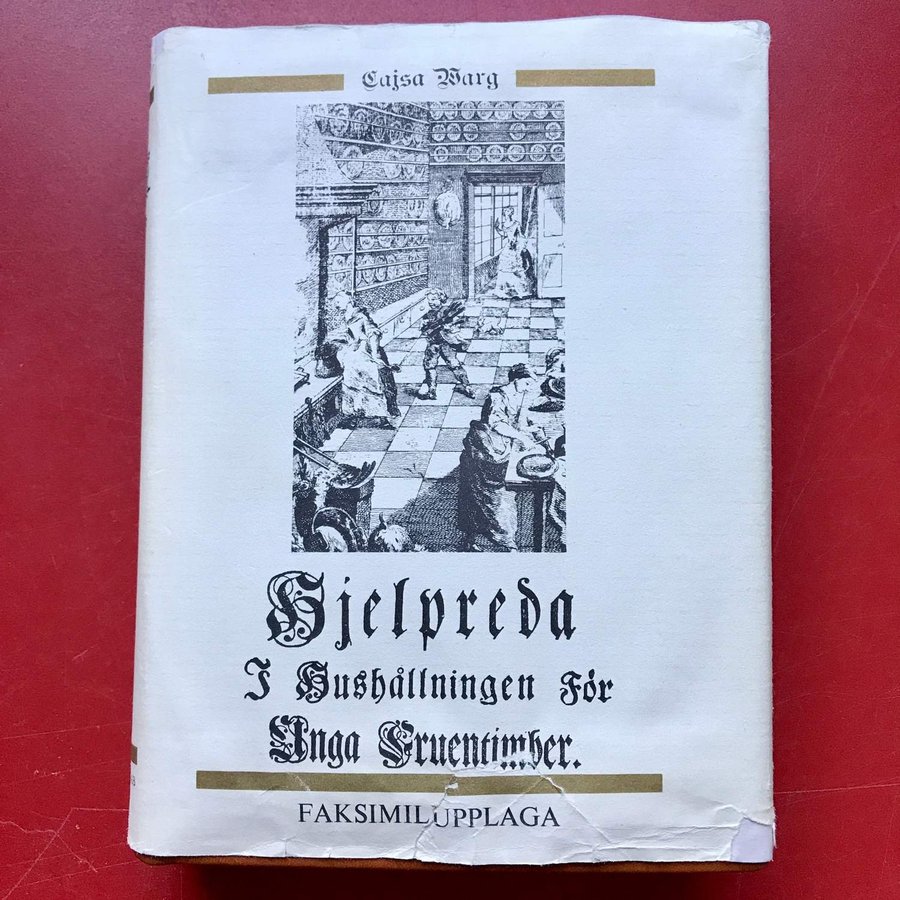 Cajsa Warg
Hjelpreda
I Hushållningen För
Unga Fruentimber.
FAKSIMILUPPLAGA